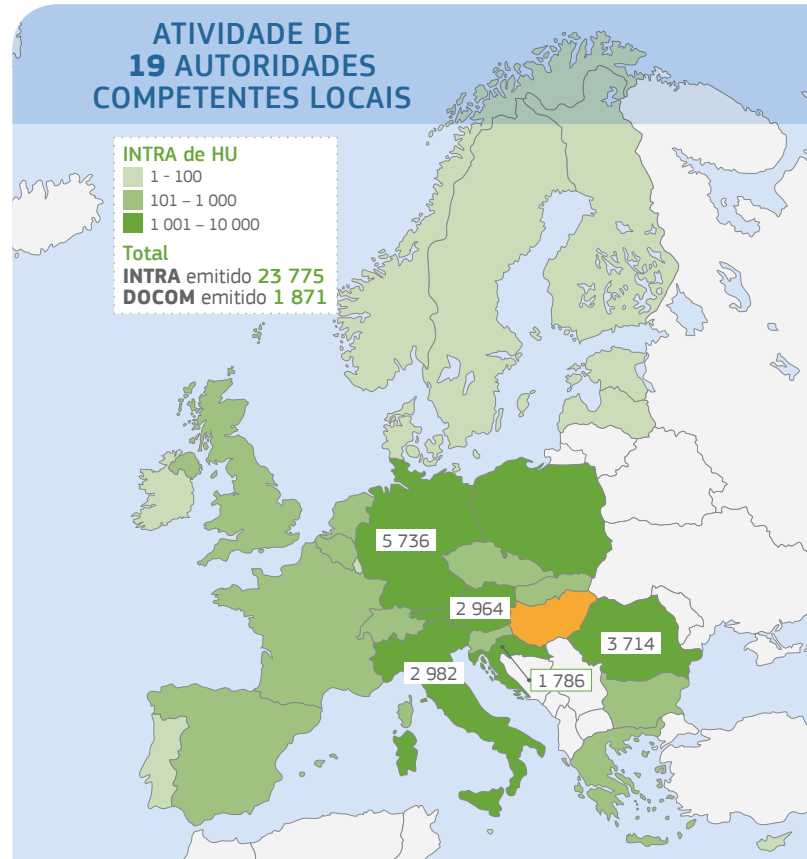 ATIVIDADE DE
19 AUTORIDADES
COMPETENTES LOCAIS
INTRA de HU
1 - 100
101 – 1 000
1 001 – 10 000
Total
INTRA emitido 23 775
DOCOM emitido 1 871
5 736
2 964
3 714
2 982
1 786